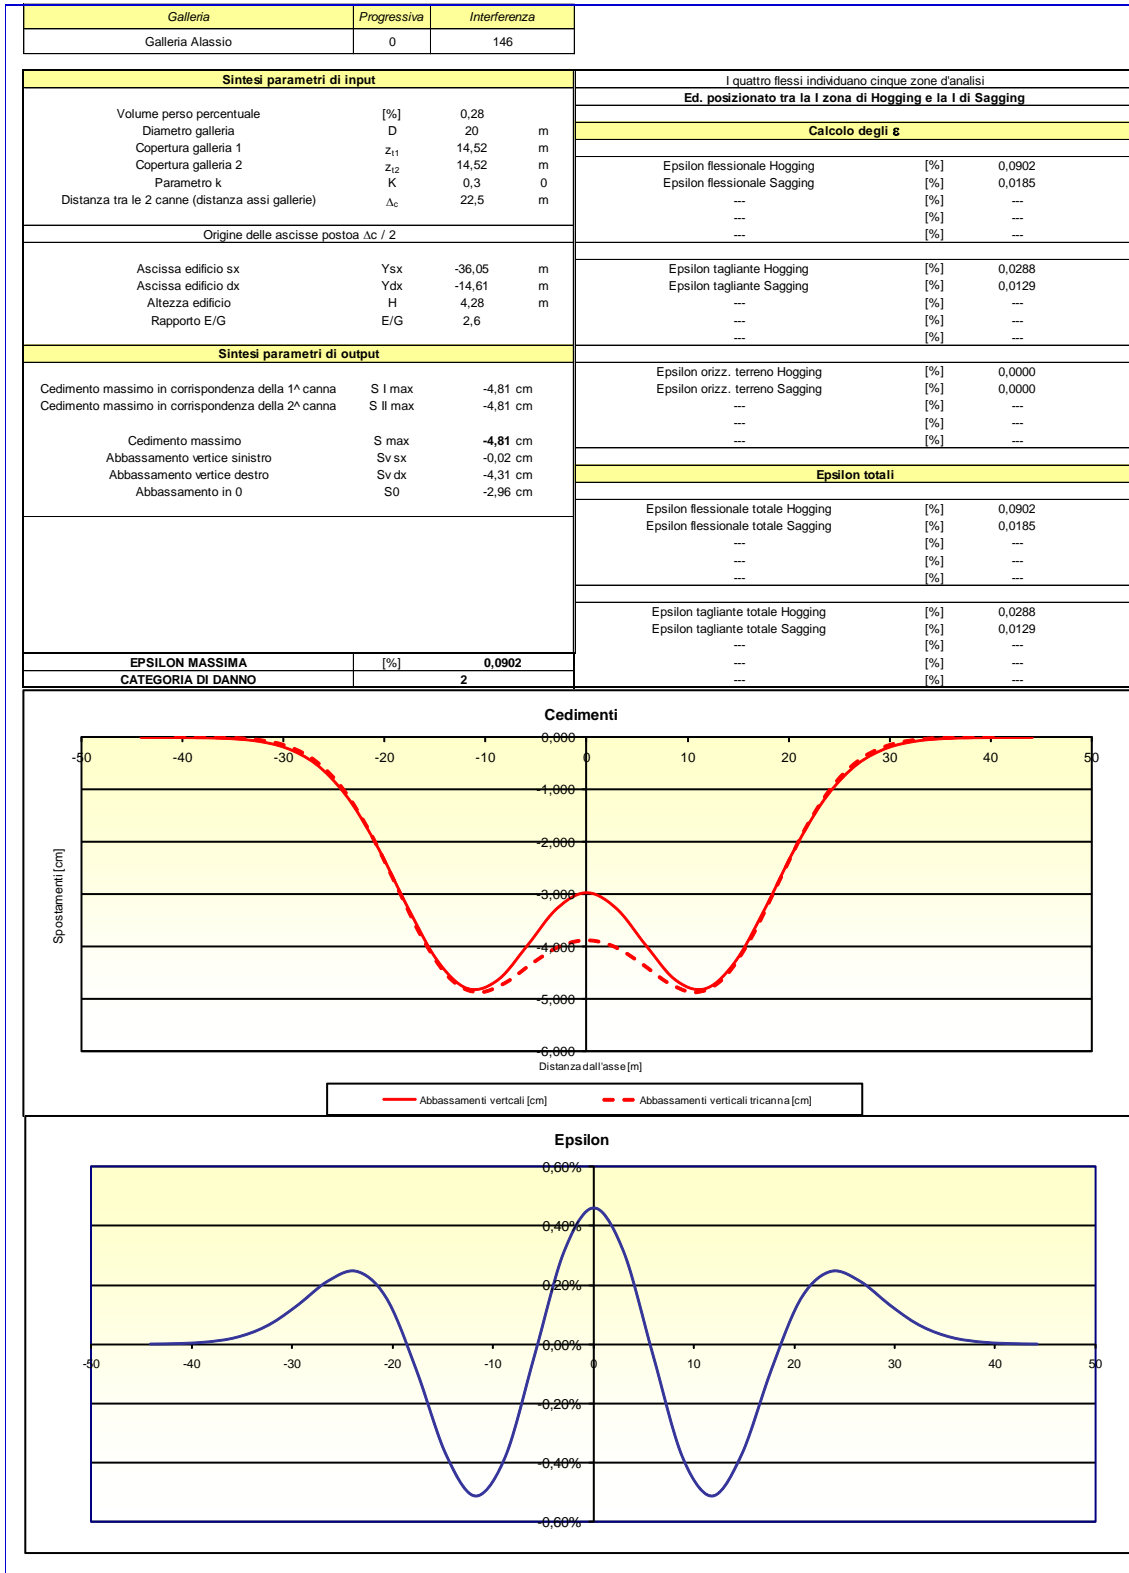 Galleria Progressiva Interferenza
Galleria Alassio 0 146
Sintesi parametri di input
Volume perso percentuale [%] 0,28
Diametro galleria D 20 m
Copertura galleria 1 zt1 14,52 m
Copertura galleria 2 zt2 14,52 m
Parametro k K 0,3 0
Distanza tra le 2 canne (distanza assi gallerie) Δc 22,5 m
Origine delle ascisse postoa Δc / 2
Ascissa edificio sx Ysx -36,05 m
Ascissa edificio dx Ydx -14,61 m
Altezza edificio H 4,28 m
Rapporto E/G E/G 2,6
Sintesi parametri di output
Cedimento massimo in corrispondenza della 1^ canna S I max -4,81 cm
Cedimento massimo in corrispondenza della 2^ canna S II max -4,81 cm
Cedimento massimo S max -4,81 cm
Abbassamento vertice sinistro Sv sx -0,02 cm
Abbassamento vertice destro Sv dx -4,31 cm
Abbassamento in 0 S0 -2,96 cm
EPSILON MASSIMA [%] 0,0902
CATEGORIA DI DANNO 2
I quattro flessi individuano cinque zone d'analisi
Ed. posizionato tra la I zona di Hogging e la I di Sagging
Calcolo degli ε
Epsilon flessionale Hogging [%] 0,0902
Epsilon flessionale Sagging [%] 0,0185
--- [%] ---
--- [%] ---
--- [%] ---
Epsilon tagliante Hogging [%] 0,0288
Epsilon tagliante Sagging [%] 0,0129
--- [%] ---
--- [%] ---
--- [%] ---
Epsilon orizz. terreno Hogging [%] 0,0000
Epsilon orizz. terreno Sagging [%] 0,0000
--- [%] ---
--- [%] ---
--- [%] ---
Epsilon totali
Epsilon flessionale totale Hogging [%] 0,0902
Epsilon flessionale totale Sagging [%] 0,0185
--- [%] ---
--- [%] ---
--- [%] ---
Epsilon tagliante totale Hogging [%] 0,0288
Epsilon tagliante totale Sagging [%] 0,0129
--- [%] ---
--- [%] ---
--- [%] ---
Cedimenti
0,000
-50 -40 -30 -20 -10 0 10 20 30 40 50
-1,000
-2,000
-3,000
-4,000
-5,000
-6,000
Spostamenti [cm]
Distanza dall'asse [m]
Abbassamenti vertcali [cm] Abbassamenti verticali tricanna [cm]
Epsilon
0,60%
0,40%
0,20%
0,00%
-50 -40 -30 -20 -10 0 10 20 30 40 50
-0,20%
-0,40%
-0,60%